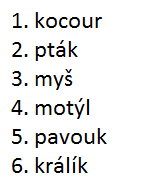 1. kocour
2. pták
3. myš
4. motýl
5. pavouk
6. králík